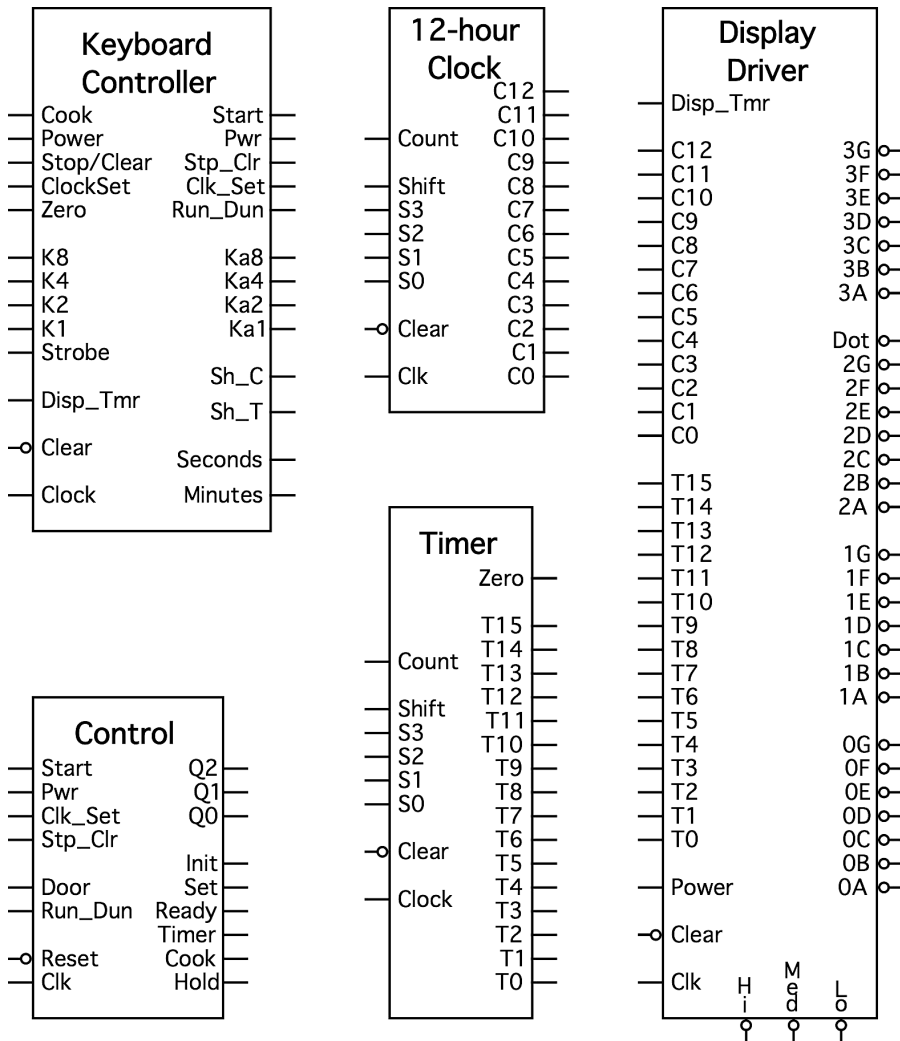 Keyboard
Controller
Cook Start
Power Pwr
Stop/Clear Stp_Clr
ClockSet Clk_Set
Zero Run_Dun
K8 Ka8
K4 Ka4
K2 Ka2
K1 Ka1
Strobe
Sh_C
Disp_Tmr
Sh_T
Clear
Seconds
Clock Minutes
12-hour
Clock
C12
C11
Count C10
C9
Shift C8
S3 C7
S2 C6
S1 C5
S0 C4
C3
Clear C2
C1
Clk C0
Display
Driver
Disp_Tmr
C12 3G
C11 3F
C10 3E
C9 3D
C8 3C
C7 3B
C6 3A
C5
C4 Dot
C3 2G
C2 2F
C1 2E
C0 2D
2C
T15 2B
T14 2A
T13
T12 1G
T11 1F
T10 1E
T9 1D
T8 1C
T7 1B
T6 1A
T5
T4 0G
T3 0F
T2 0E
T1 0D
T0 0C
0B
Power 0A
Clear
Clk
Hi
Med
Lo
Control
Start Q2
Pwr Q1
Clk_Set Q0
Stp_Clr
Init
Door Set
Run_Dun Ready
Timer
Reset Cook
Clk Hold
Timer
Zero
T15
T14
Count
T13
T12
Shift
T11
S3
T10
S2
T9
S1
T8
S0
T7
T6
Clear
T5
T4
Clock
T3
T2
T1
T0